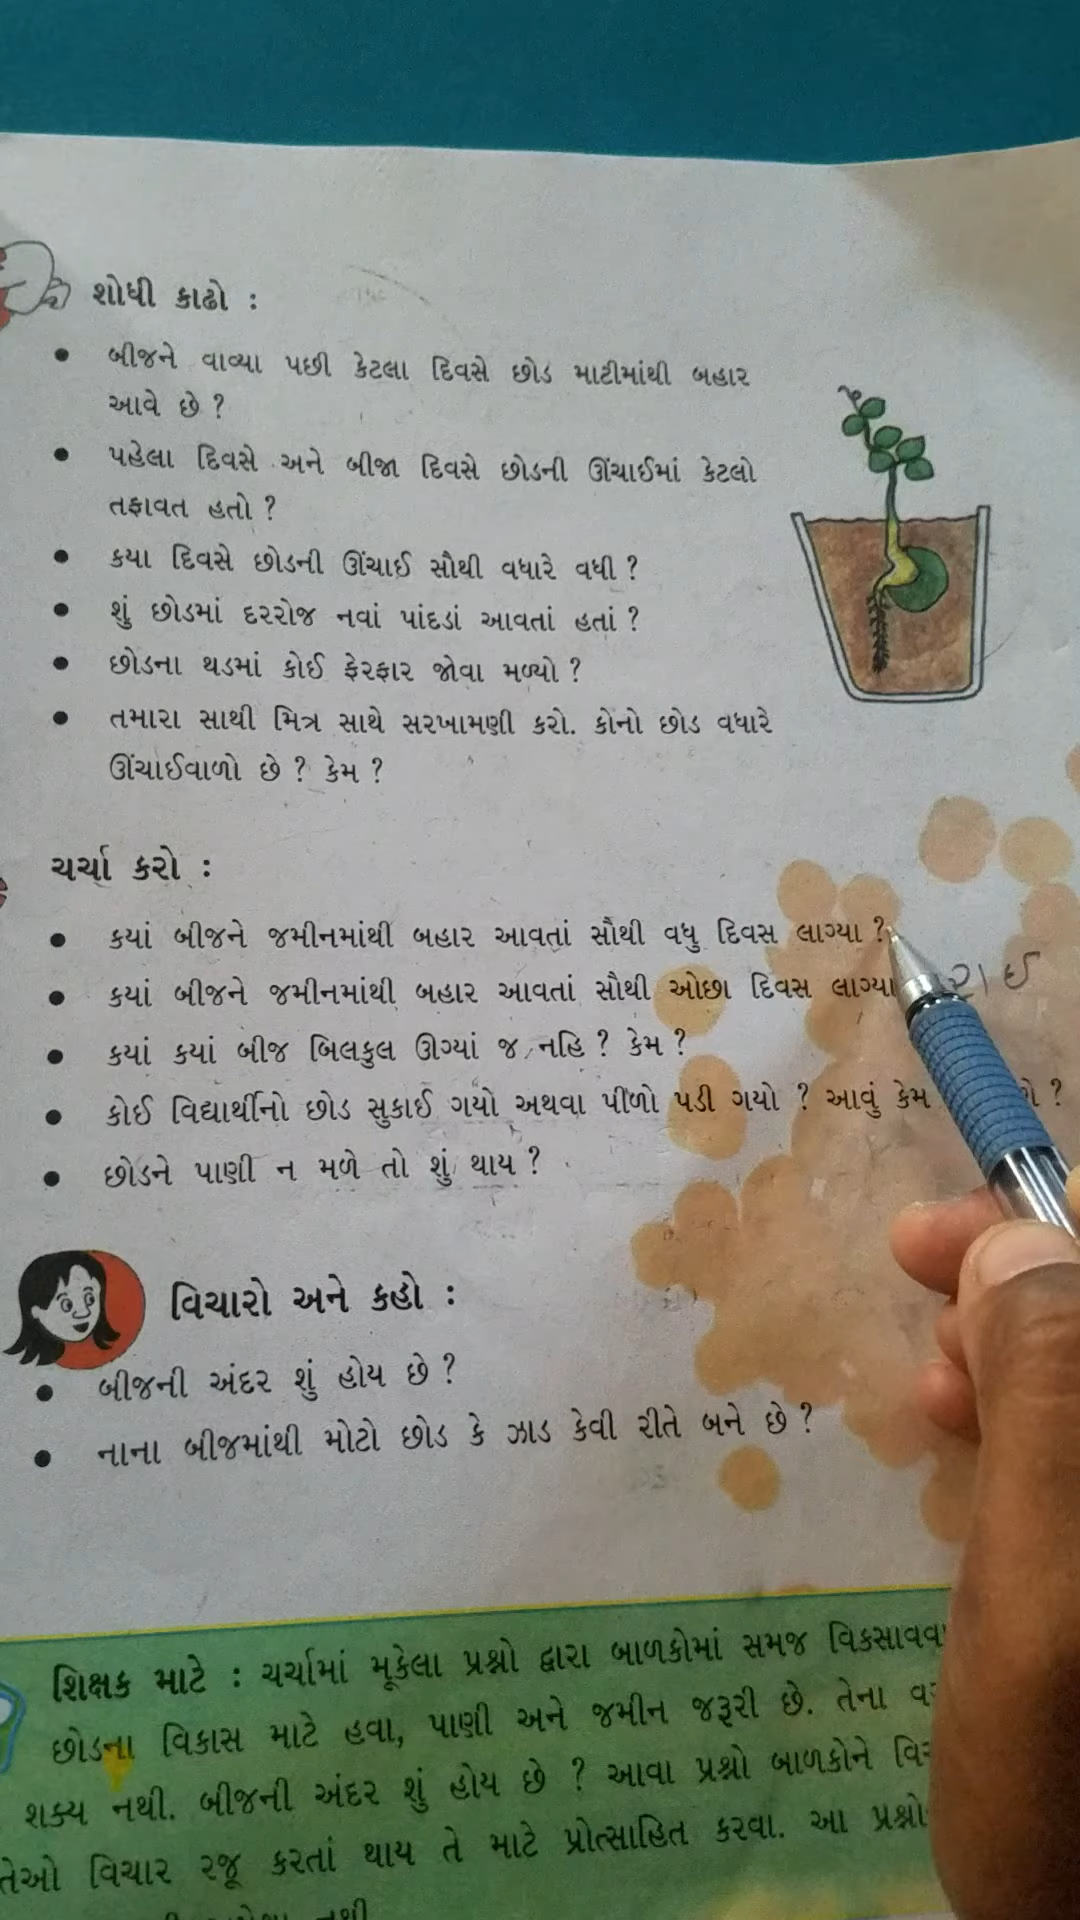 શોધી કાઢો :
• બીજને વાવ્યા પછી કેટલા દિવસે છોડ માટીમાંથી બહાર
આવે છે ?
• પહેલા દિવસે અને બીજા દિવસે છોડની ઊંચાઈમાં કેટલો
તફાવત હતો ?
• કયા દિવસે છોડની ઊંચાઈ સૌથી વધારે વધી ?
• શું છોડમાં દરરોજ નવાં પાંદડાં આવતાં હતાં ?
• છોડના થડમાં કોઈ ફેરફાર જોવા મળ્યો ?
• તમારા સાથી મિત્ર સાથે સરખામણી કરો. કોનો છોડ વધારે
ઊંચાઈવાળો છે ? કેમ ?
ચર્ચા કરો :
• કયાં બીજને જમીનમાંથી બહાર આવતાં સૌથી વધુ દિવસ લાગ્યા ?
• કયાં બીજને જમીનમાંથી બહાર આવતાં સૌથી ઓછા દિવસ લાગ્યા
• કયાં કયાં બીજ બિલકુલ ઊગ્યાં જ નહિ ? કેમ ?
• કોઈ વિદ્યાર્થીનો છોડ સુકાઈ ગયો અથવા પીળો પડી ગયો ? આવું કેમ ?
• છોડને પાણી ન મળે તો શું થાય ?
વિચારો અને કહો :
• બીજની અંદર શું હોય છે ?
• નાના બીજમાંથી મોટો છોડ કે ઝાડ કેવી રીતે બને છે ?
શિક્ષક માટે : ચર્ચામાં મૂકેલા પ્રશ્નો દ્વારા બાળકોમાં સમજ
છોડના વિકાસ માટે હવા, પાણી અને જમીન જરૂરી છે. તેના
શક્ય નથી. બીજની અંદર શું હોય છે ? આવા પ્રશ્નો બાળકોને
તેઓ વિચાર રજૂ કરતાં થાય તે માટે પ્રોત્સાહિત કરવા. આ
નથી